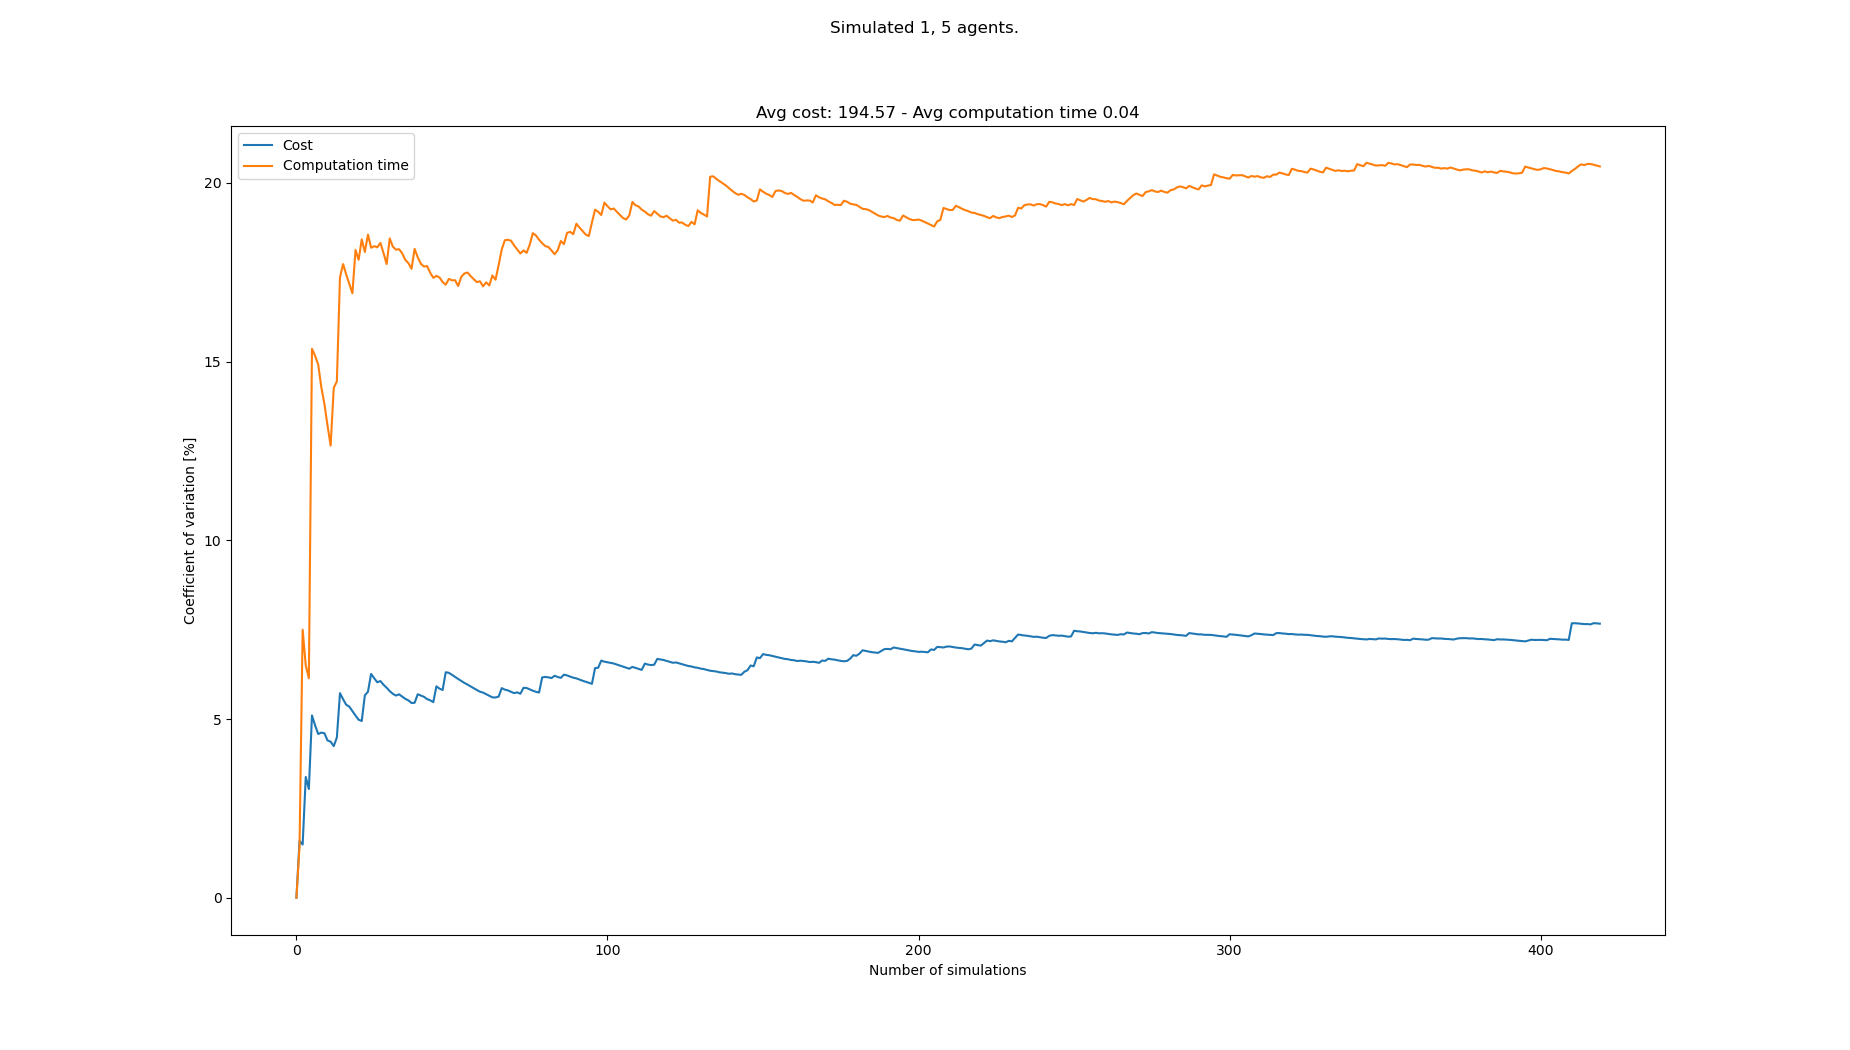 Simulated 1, 5 agents.
Avg cost: 194.57 - Avg computation time 0.04
Cost
Computation time
20
15
10
5
0
Coefficient of variation [%]
0 100 200 300 400
Number of simulations